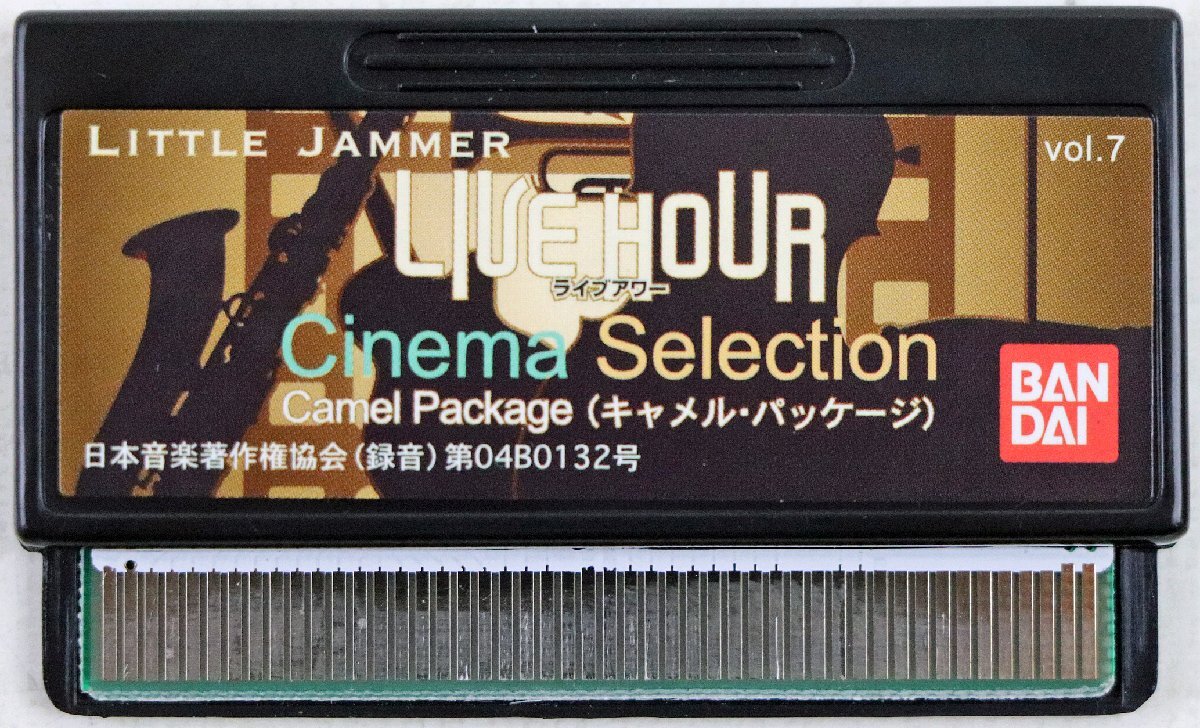 LITTLE JAMMER
vol.7
LIVE HOUR
ライブアワー
Cinema Selection
Camel Package (キャメル・パッケージ)
BAN
DAI
日本音楽著作権協会(録音)第04B0132号